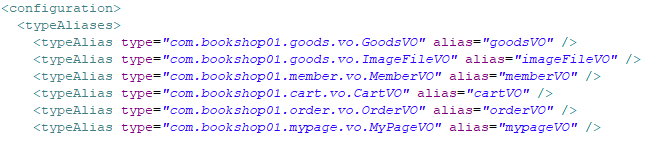 <configuration>
<typeAliases>
<typeAlias type="com.bookshop01.goods.vo.GoodsVO" alias="goodsVO" />
<typeAlias type="com.bookshop01.goods.vo.ImageFileVO" alias="imageFileVO" />
<typeAlias type="com.bookshop01.member.vo.MemberVO" alias="memberVO" />
<typeAlias type="com.bookshop01.cart.vo.CartVO" alias="cartVO" />
<typeAlias type="com.bookshop01.order.vo.OrderVO" alias="orderVO" />
<typeAlias type="com.bookshop01.mypage.vo.MyPageVO" alias="mypageVO" />